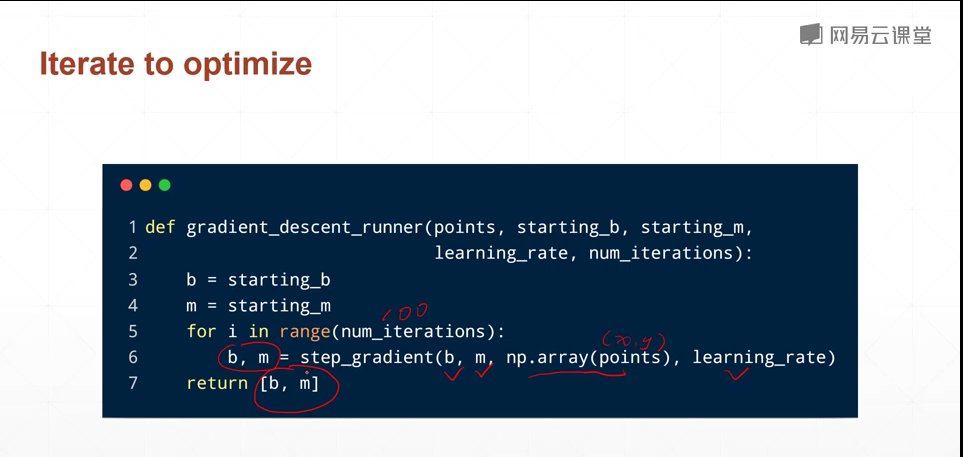 网易云课堂
Iterate to optimize
1 def gradient_descent_runner(points, starting_b, starting_m,
2 learning_rate, num_iterations):
3 b = starting_b
4 m = starting_m
100
5 for i in range(num_iterations):
(x,y)
6 b, m = step_gradient(b, m, np.array(points), learning_rate)
7 return [b, m]